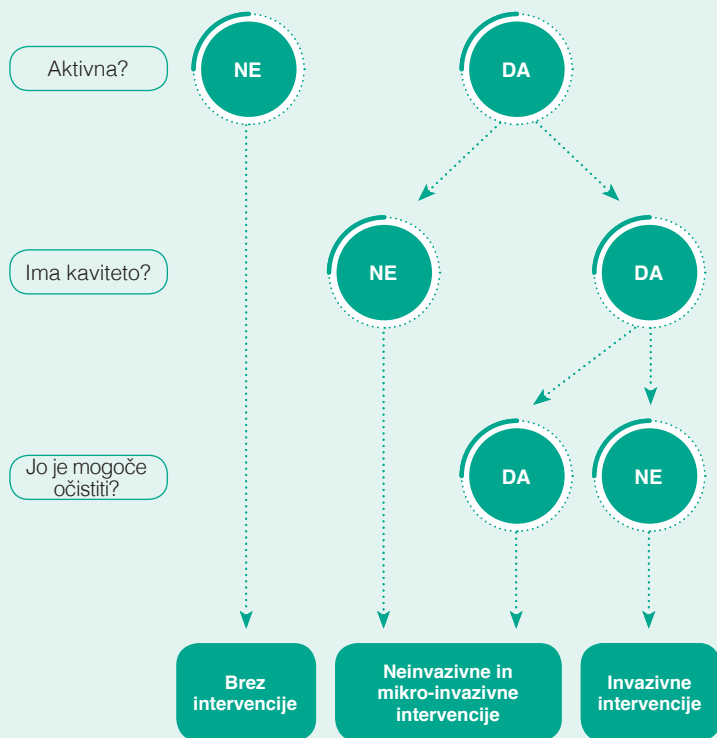 Aktivna?
NE
DA
Ima kaviteto?
NE
DA
Jo je mogoče
očistiti?
DA
NE
Brez
intervencije
Neinvazivne in
mikro-invazivne
intervencije
Invazivne
intervencije